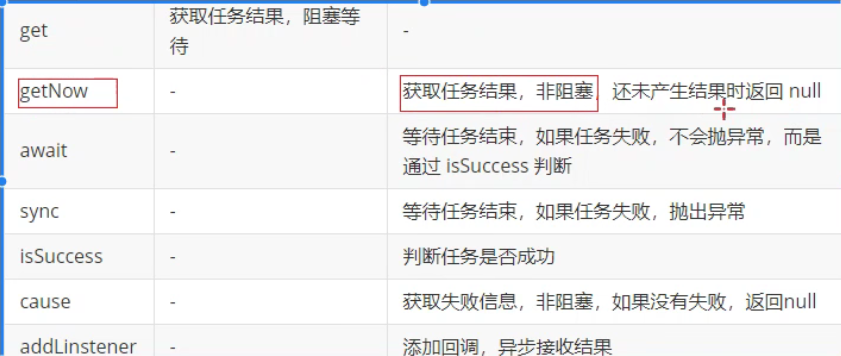 get
获取任务结果，阻塞等
待
-
getNow
-
获取任务结果，非阻塞，还未产生结果时返回 null
await
-
等待任务结束，如果任务失败，不会抛异常，而是
通过 isSuccess 判断
sync
-
等待任务结束，如果任务失败，抛出异常
isSuccess
-
判断任务是否成功
cause
-
获取失败信息，非阻塞，如果没有失败，返回null
addLinstener
-
添加回调，异步接收结果